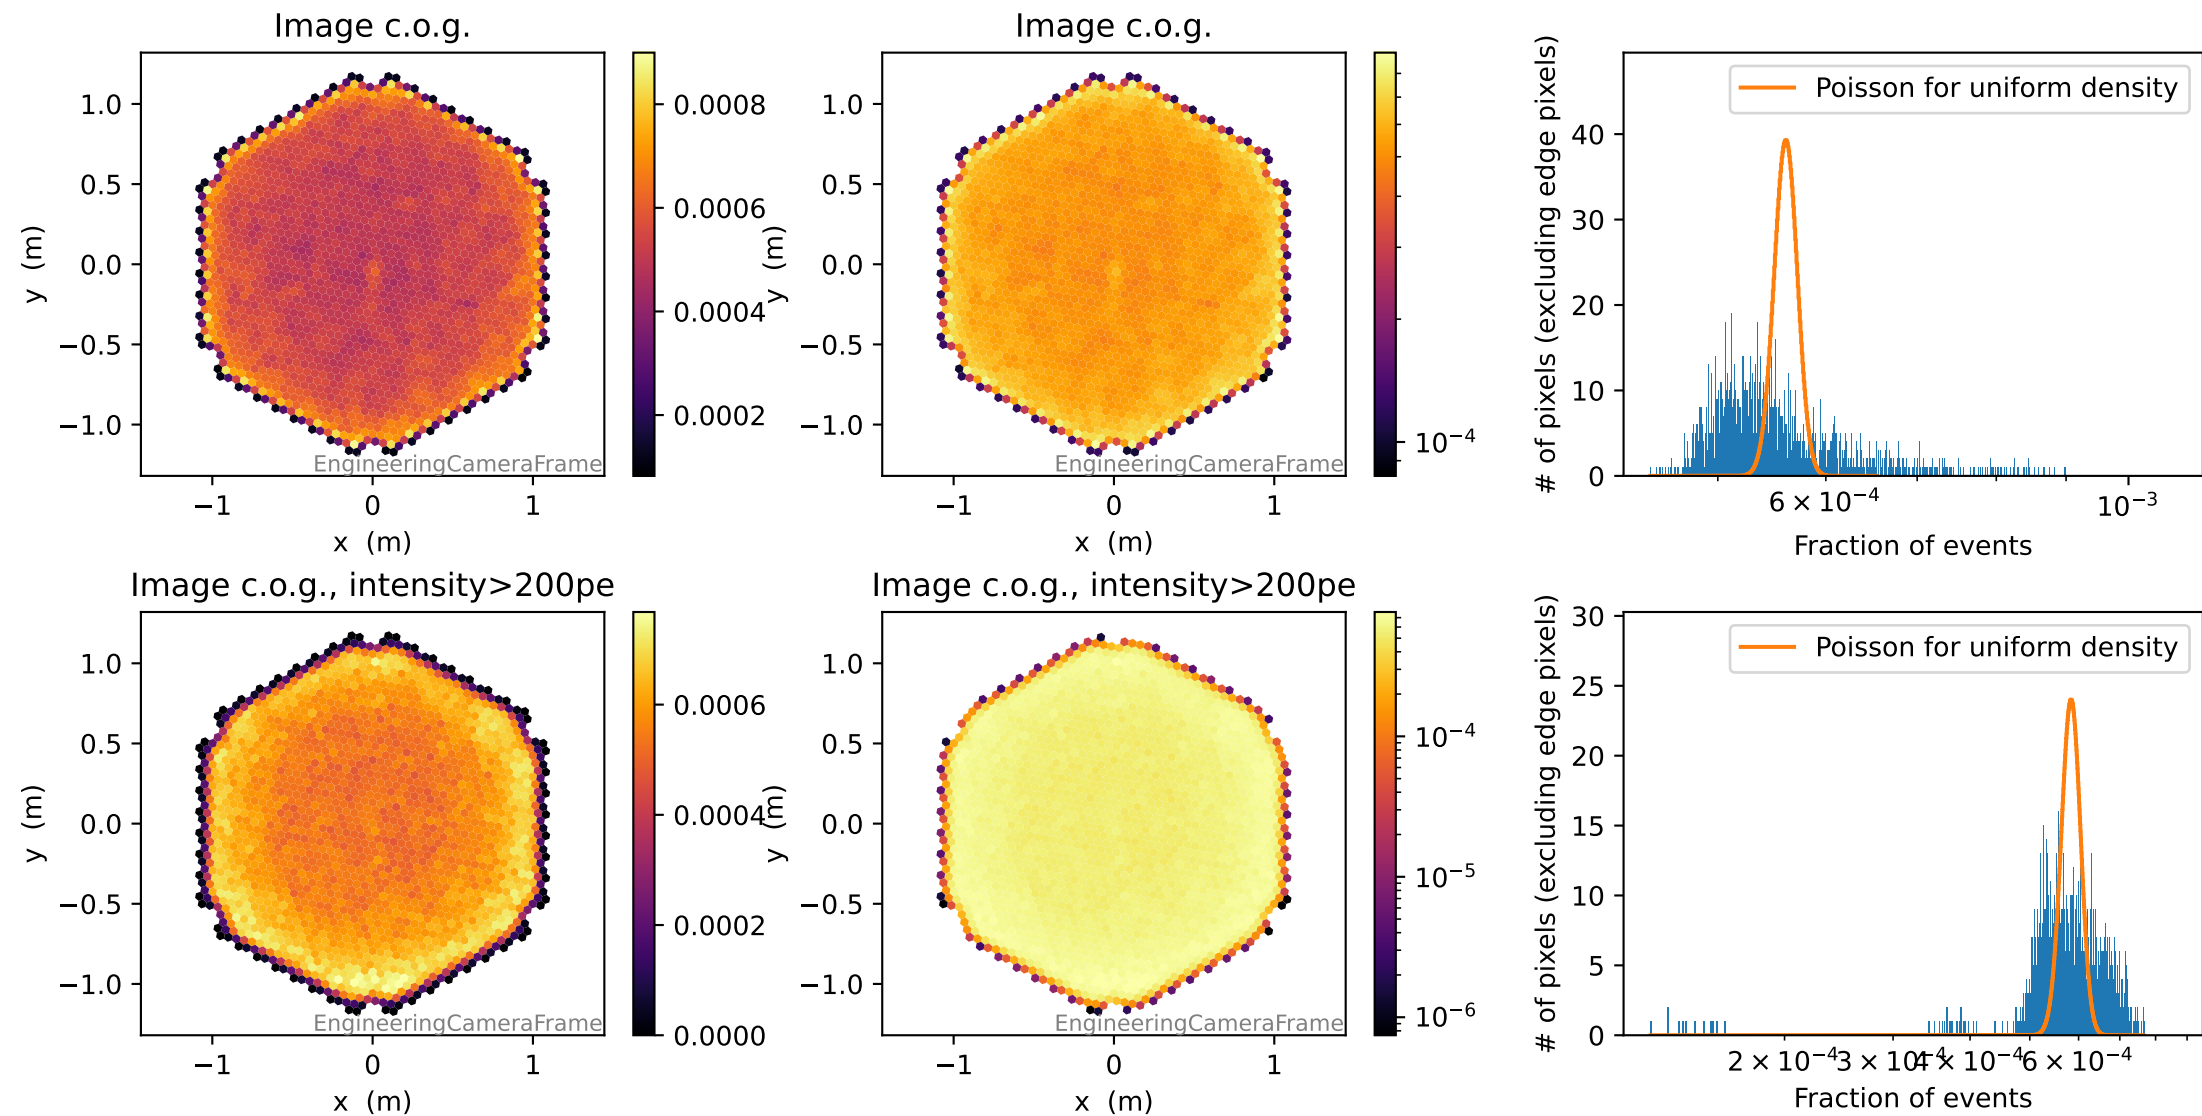 Image c.o.g.
1.0
0.5
0.0
−0.5
−1.0
y (m)
−1
0
1
x (m)
EngineeringCameraFrame
0.0008
0.0006
0.0004
0.0002
Image c.o.g.
1.0
0.5
0.0
−0.5
−1.0
y (m)
−1
0
1
x (m)
EngineeringCameraFrame
10⁻⁴
# of pixels (excluding edge pixels)
40
30
20
10
0
Poisson for uniform density
6 × 10⁻⁴
10⁻³
Fraction of events
Image c.o.g., intensity>200pe
1.0
0.5
0.0
−0.5
−1.0
y (m)
−1
0
1
x (m)
EngineeringCameraFrame
0.0006
0.0004
0.0002
0.0000
Image c.o.g., intensity>200pe
1.0
0.5
0.0
−0.5
−1.0
y (m)
−1
0
1
x (m)
EngineeringCameraFrame
10⁻⁴
10⁻⁵
10⁻⁶
# of pixels (excluding edge pixels)
30
25
20
15
10
5
0
Poisson for uniform density
2 × 10⁻⁴
3 × 10⁻⁴
4 × 10⁻⁴
6 × 10⁻⁴
Fraction of events